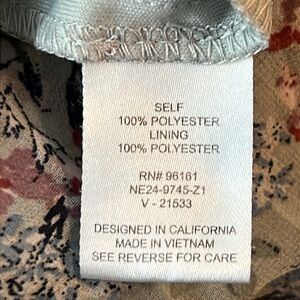 SELF
100% POLYESTER
LINING
100% POLYESTER
RN# 96161
NE24-9745-Z1
V - 21533
DESIGNED IN CALIFORNIA
MADE IN VIETNAM
SEE REVERSE FOR CARE